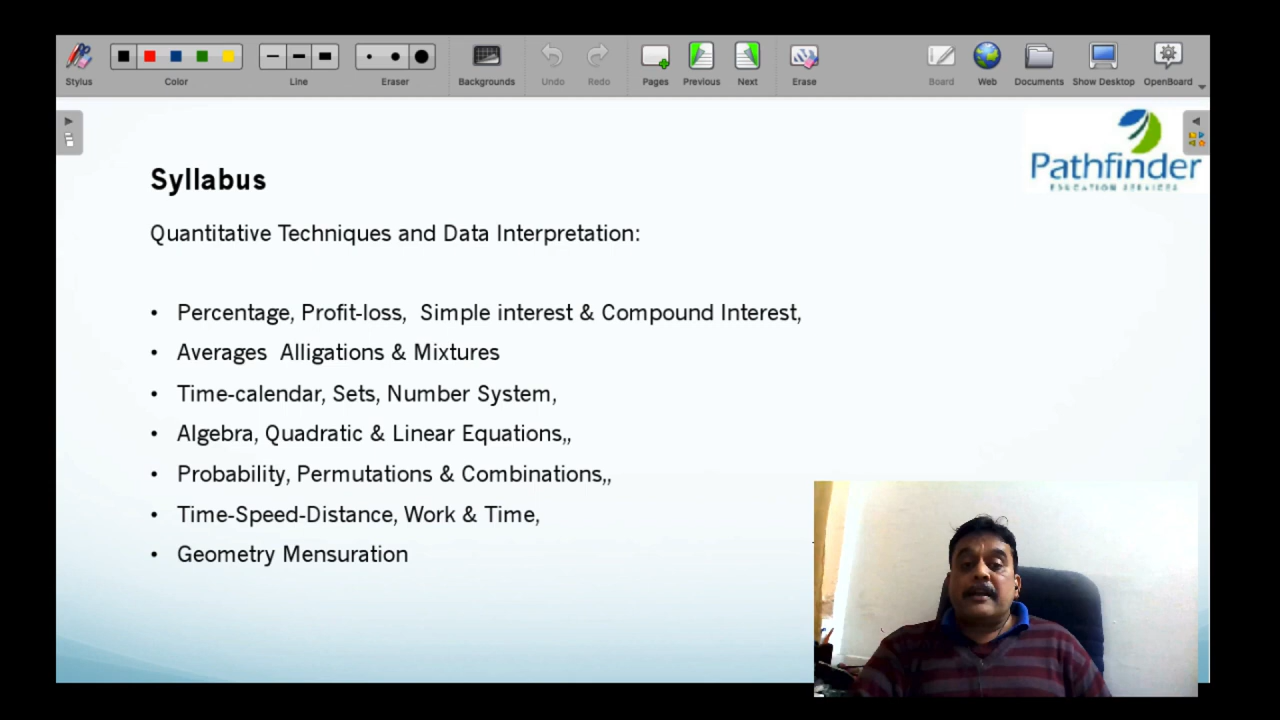 Stylus
Color
Line
Eraser
Backgrounds
Undo
Redo
Pages
Previous
Next
Erase
Board
Web
Documents
Show Desktop
OpenBoard
Pathfinder
EDUCATION SERVICES
Syllabus
Quantitative Techniques and Data Interpretation:
• Percentage, Profit-loss, Simple interest & Compound Interest,
• Averages Alligations & Mixtures
• Time-calendar, Sets, Number System,
• Algebra, Quadratic & Linear Equations,,
• Probability, Permutations & Combinations,,
• Time-Speed-Distance, Work & Time,
• Geometry Mensuration